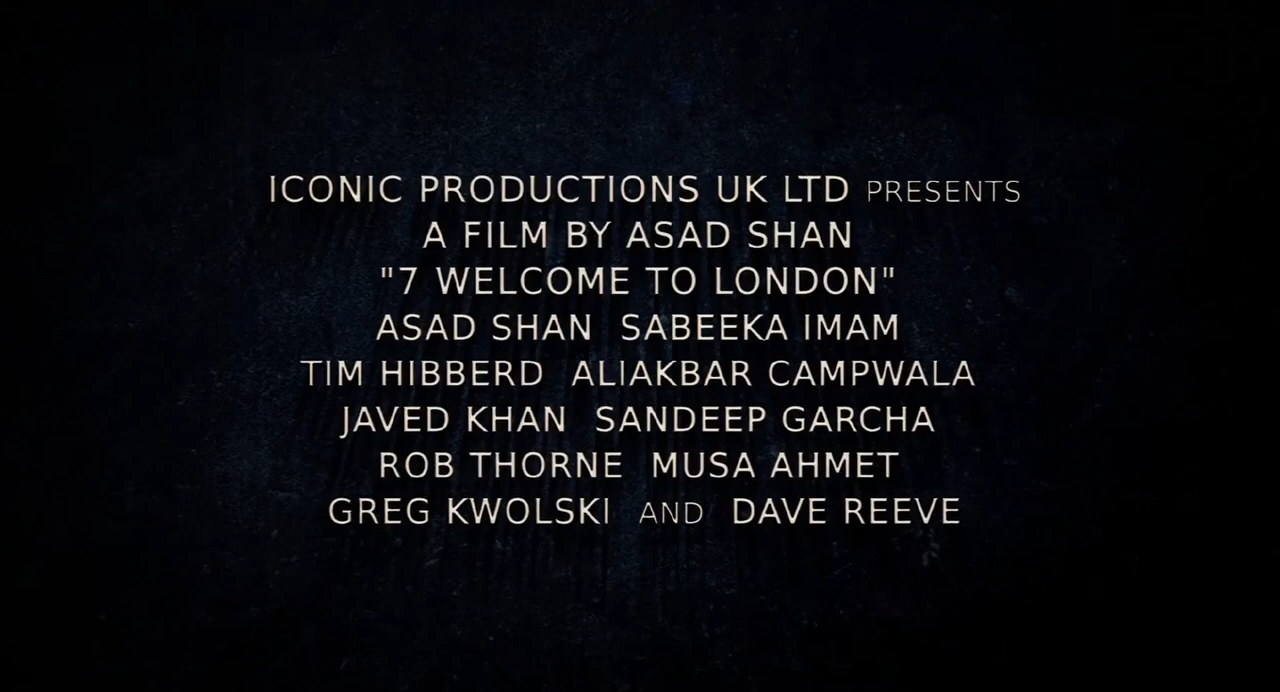 ICONIC PRODUCTIONS UK LTD PRESENTS
A FILM BY ASAD SHAN
"7 WELCOME TO LONDON"
ASAD SHAN SABEEKA IMAM
TIM HIBBERD ALIAKBAR CAMPWALA
JAVED KHAN SANDEEP GARCHA
ROB THORNE MUSA AHMET
GREG KWOLSKI AND DAVE REEVE